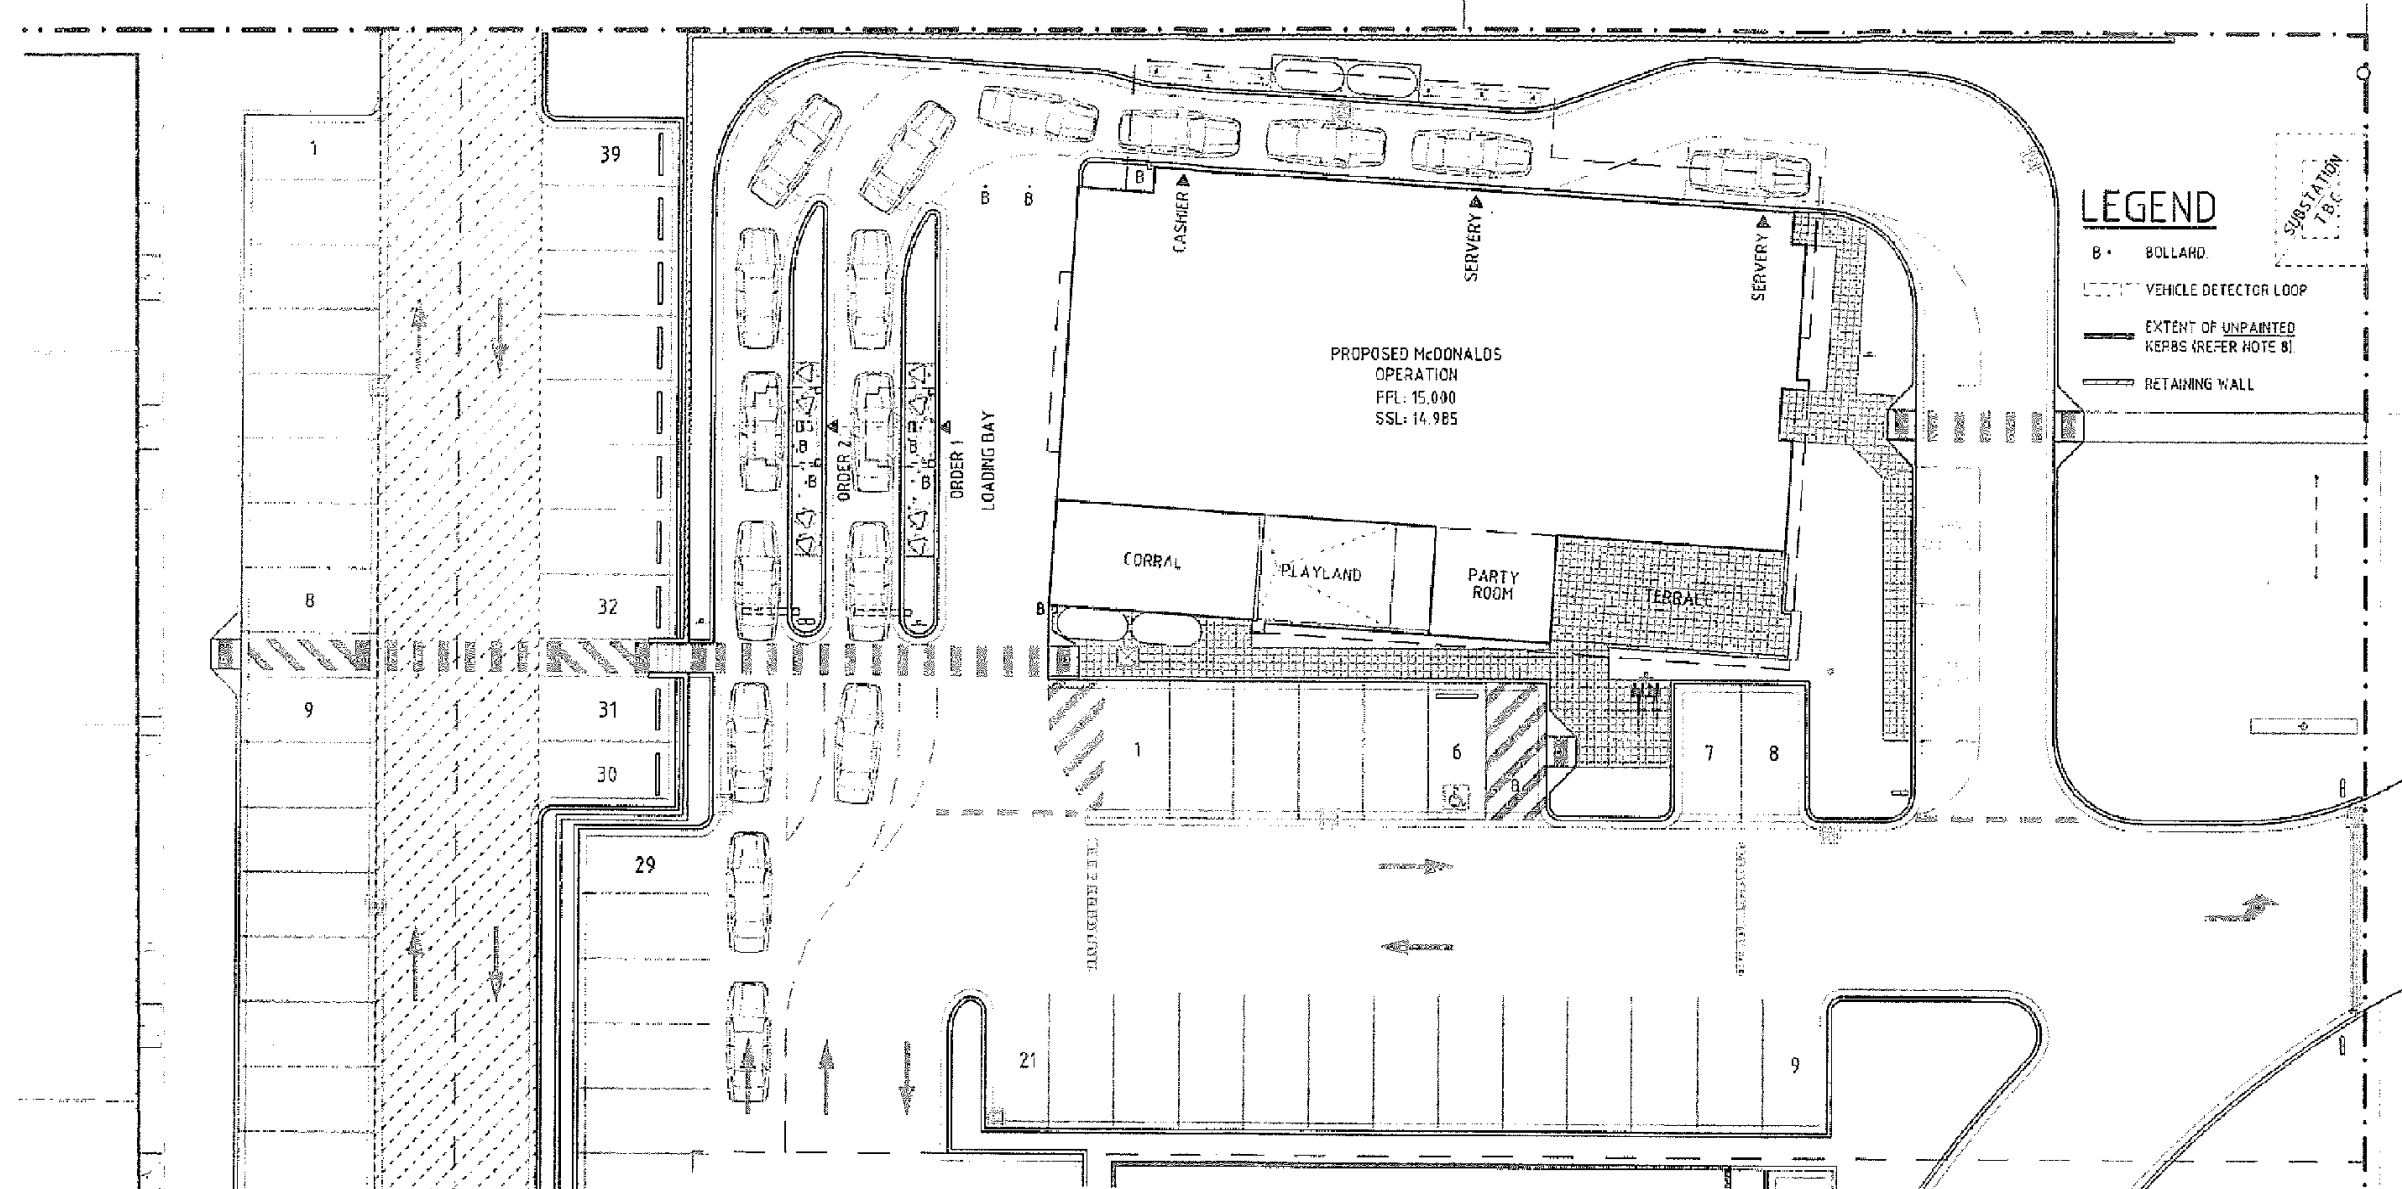 1
39
B
B
B
CASHIER
SERVERY
SERVERY
SUBSTATION
T.B.C
LEGEND
B • BOLLARD.
VEHICLE DETECTOR LOOP
EXTENT OF UNPAINTED
KERBS (REFER NOTE 8)
RETAINING WALL
PROPOSED McDONALDS
OPERATION
FFL: 15,000
SSL: 14.985
B
B
B
B
B
ORDER 2
ORDER 1
LOADING BAY
CORRAL
PLAYLAND
PARTY
ROOM
TERRACE
8
32
B
9
31
30
1
6
B
7
8
29
21
9